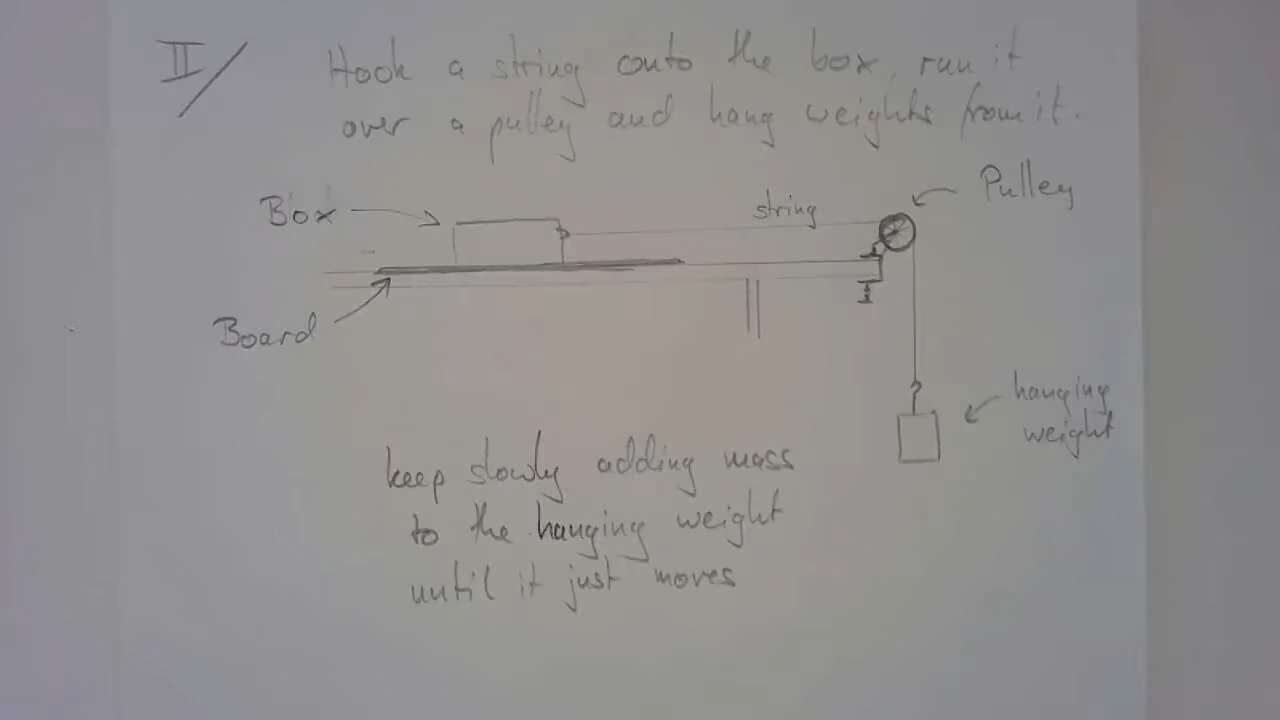 II/ Hook a string onto the box, run it
over a pulley and hang weights from it.
Pulley
Box
string
Board
hanging
weight
keep slowly adding mass
to the hanging weight
until it just moves